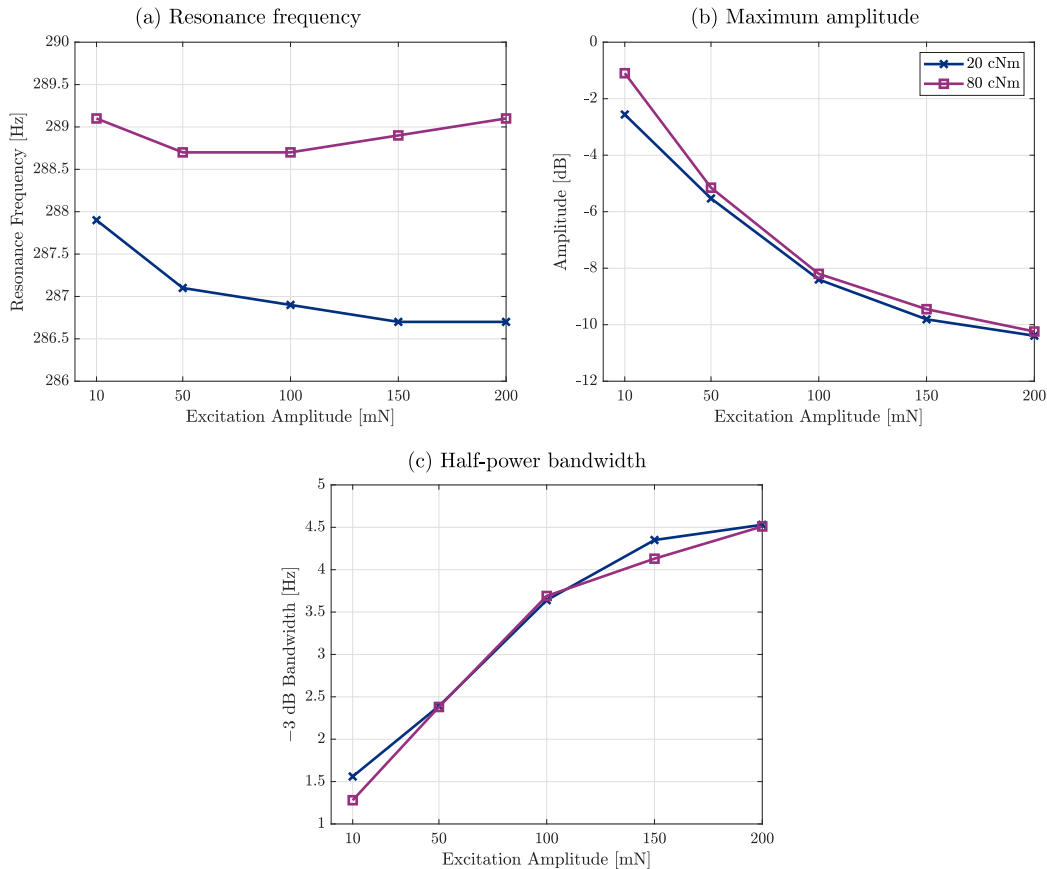 (a) Resonance frequency
290
289.5
289
288.5
288
287.5
287
286.5
286
10 50 100 150 200
Resonance Frequency [Hz]
Excitation Amplitude [mN]
(b) Maximum amplitude
0
-2
-4
-6
-8
-10
-12
10 50 100 150 200
Amplitude [dB]
Excitation Amplitude [mN]
20 cNm
80 cNm
(c) Half-power bandwidth
5
4.5
4
3.5
3
2.5
2
1.5
1
10 50 100 150 200
−3 dB Bandwidth [Hz]
Excitation Amplitude [mN]